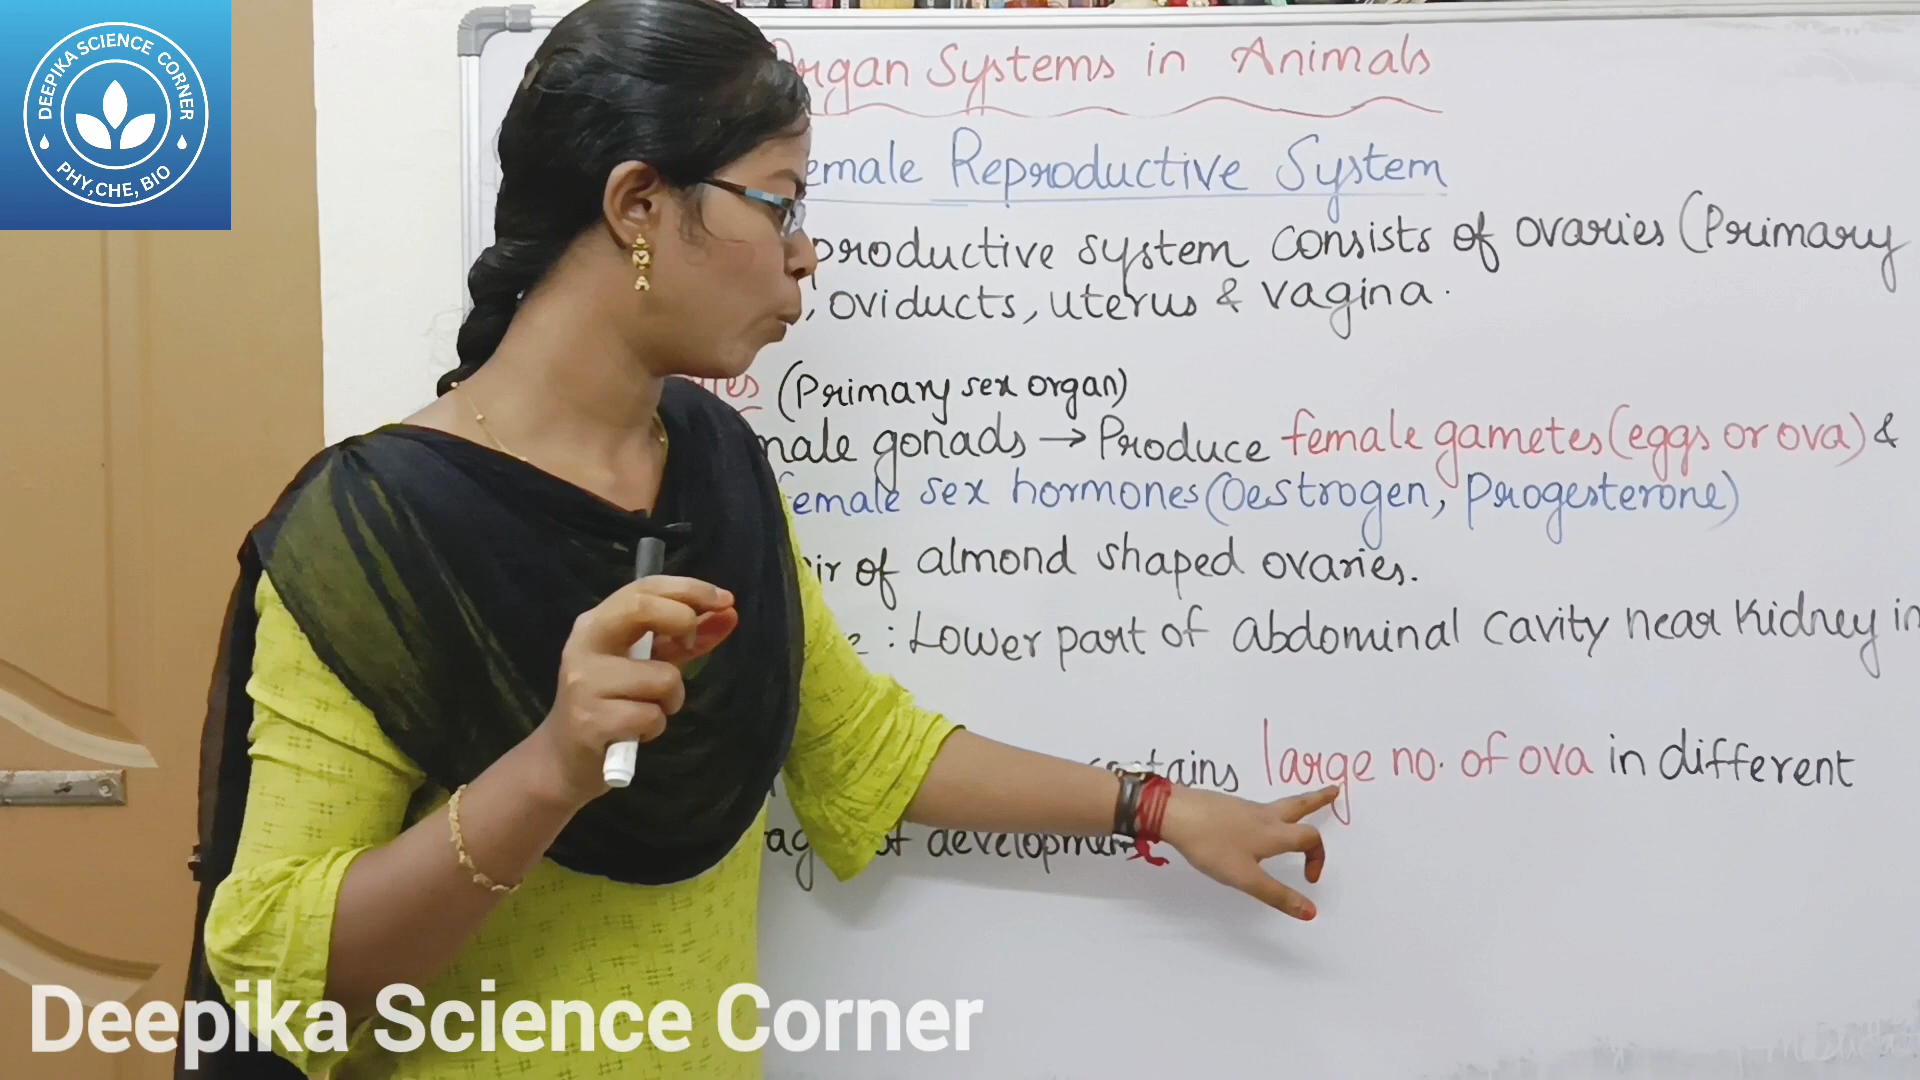 DEEPIKA SCIENCE CORNER
PHY,CHE, BIO
Organ Systems in Animals
emale Reproductive System
productive system consists of ovaries (Primary
, oviducts, uterus & vagina.
(Primary sex organ)
male gonads → Produce female gametes (eggs or ova) &
female sex hormones (Oestrogen, Progesterone)
ir of almond shaped ovaries.
: Lower part of abdominal cavity near kidney in
contains large no. of ova in different
development
Deepika Science Corner